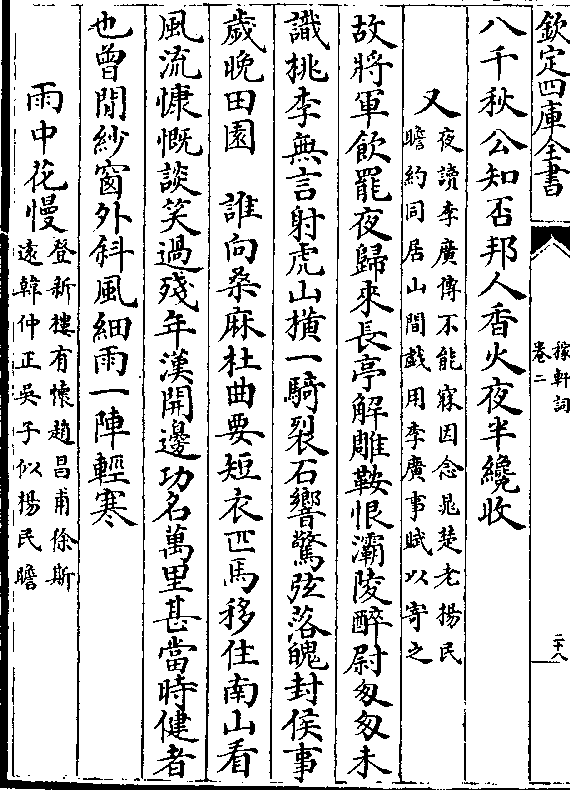 欽定四庫全書
稼軒詞
卷二
二十八
八千秋公知否邦人香火夜半纔收
又
夜讀李廣傳不能寐因念晁楚老楊民
瞻約同居山間戲用李廣事賦以寄之
故將軍飲罷夜歸來長亭解雕鞍恨灞陵醉尉匆匆未
識桃李無言射虎山橫一騎裂石響驚弦落魄封侯事
歲晚田園　誰向桑麻杜曲要短衣匹馬移住南山看
風流慷慨談笑過殘年漢開邊功名萬里甚當時健者
也曾閒紗窗外斜風細雨一陣輕寒
雨中花慢
登新樓有懷趙昌甫徐斯
遠韓仲正吳子似楊民瞻